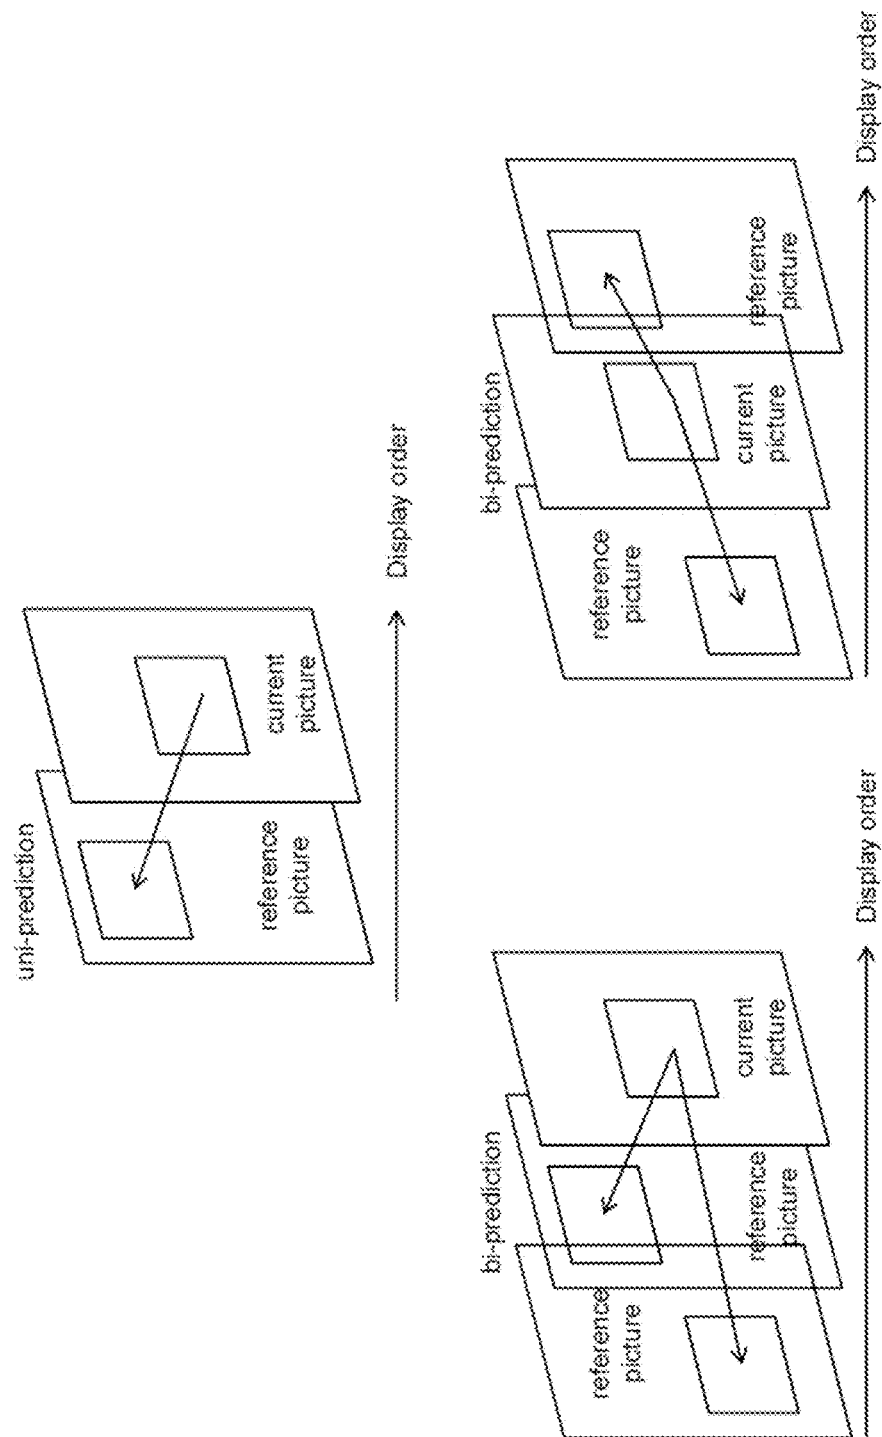 uni-prediction
reference
picture
current
picture
Display order
bi-prediction
reference
picture
reference
picture
current
picture
Display order
bi-prediction
reference
picture
current
picture
reference
picture
Display order